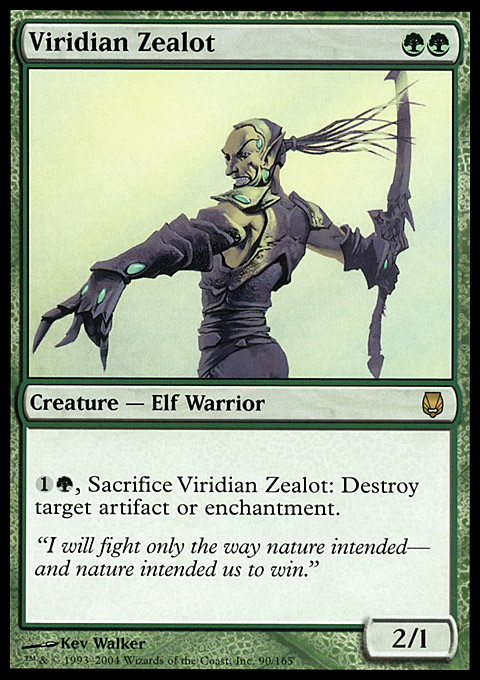 Viridian Zealot
Creature — Elf Warrior
1, Sacrifice Viridian Zealot: Destroy
target artifact or enchantment.
“I will fight only the way nature intended—
and nature intended us to win.”
Kev Walker
2/1
™ & © 1993–2004 Wizards of the Coast, Inc. 90/165